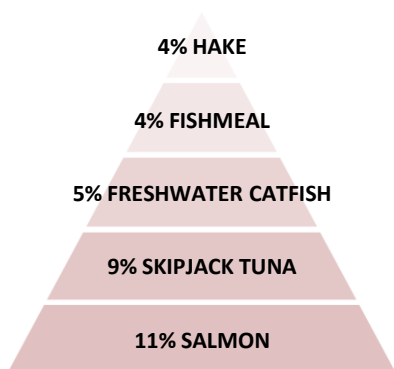 4% HAKE
4% FISHMEAL
5% FRESHWATER CATFISH
9% SKIPJACK TUNA
11% SALMON